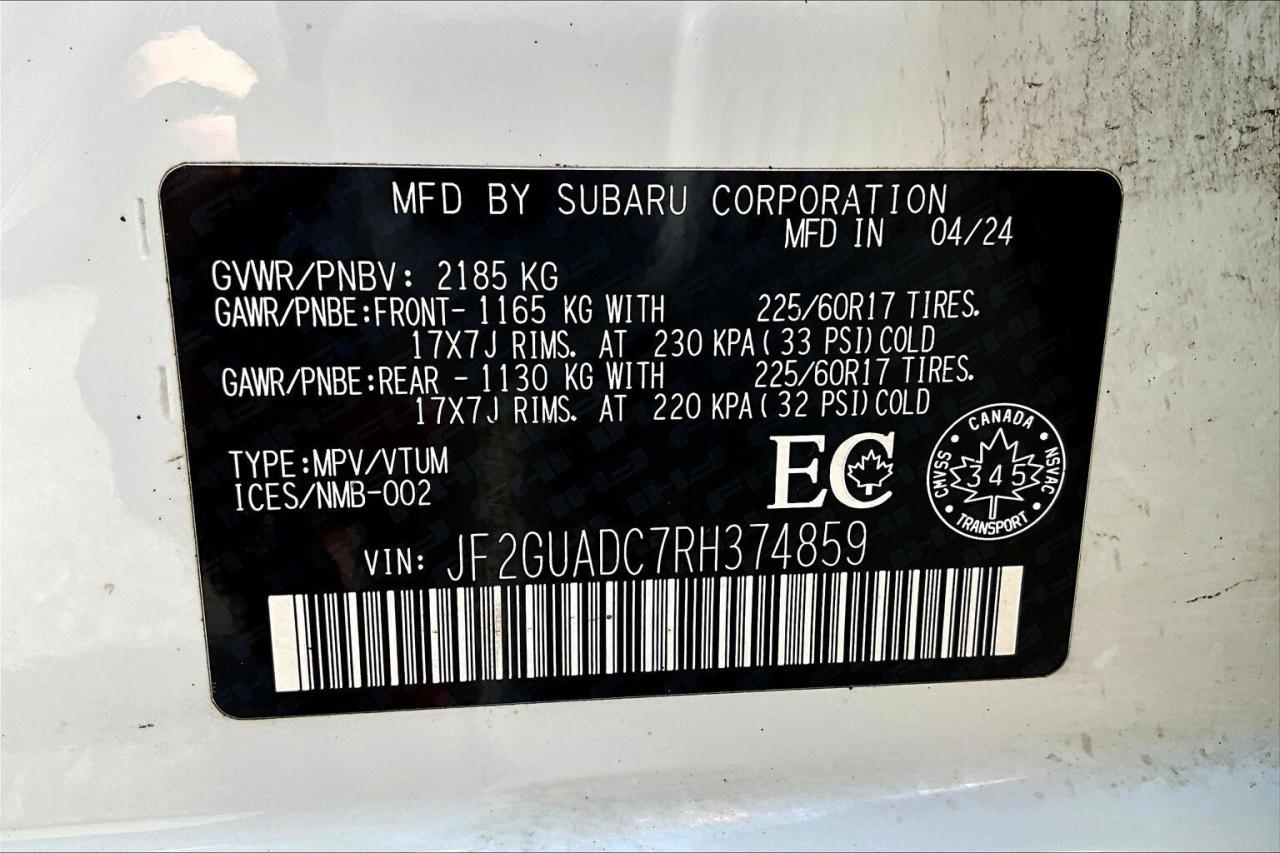 MFD BY SUBARU CORPORATION
MFD IN 04/24
GVWR/PNBV: 2185 KG
GAWR/PNBE:FRONT- 1165 KG WITH 225/60R17 TIRES.
17X7J RIMS. AT 230 KPA( 33 PSI)COLD
GAWR/PNBE:REAR - 1130 KG WITH 225/60R17 TIRES.
17X7J RIMS. AT 220 KPA( 32 PSI)COLD
TYPE:MPV/VTUM
ICES/NMB-002
EC
CANADA
CMVSS
345
NSVAC
TRANSPORT
VIN: JF2GUADC7RH374859